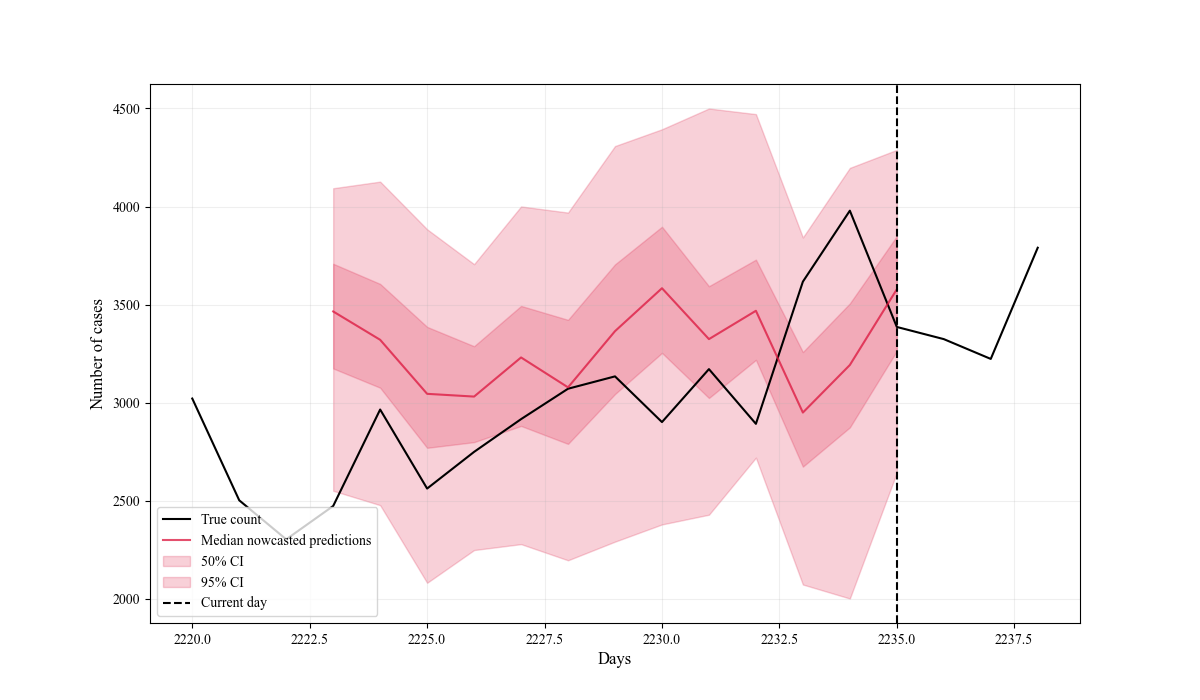 4500
4000
3500
3000
2500
2000
Number of cases
True count
Median nowcasted predictions
50% CI
95% CI
Current day
2220.0 2222.5 2225.0 2227.5 2230.0 2232.5 2235.0 2237.5
Days